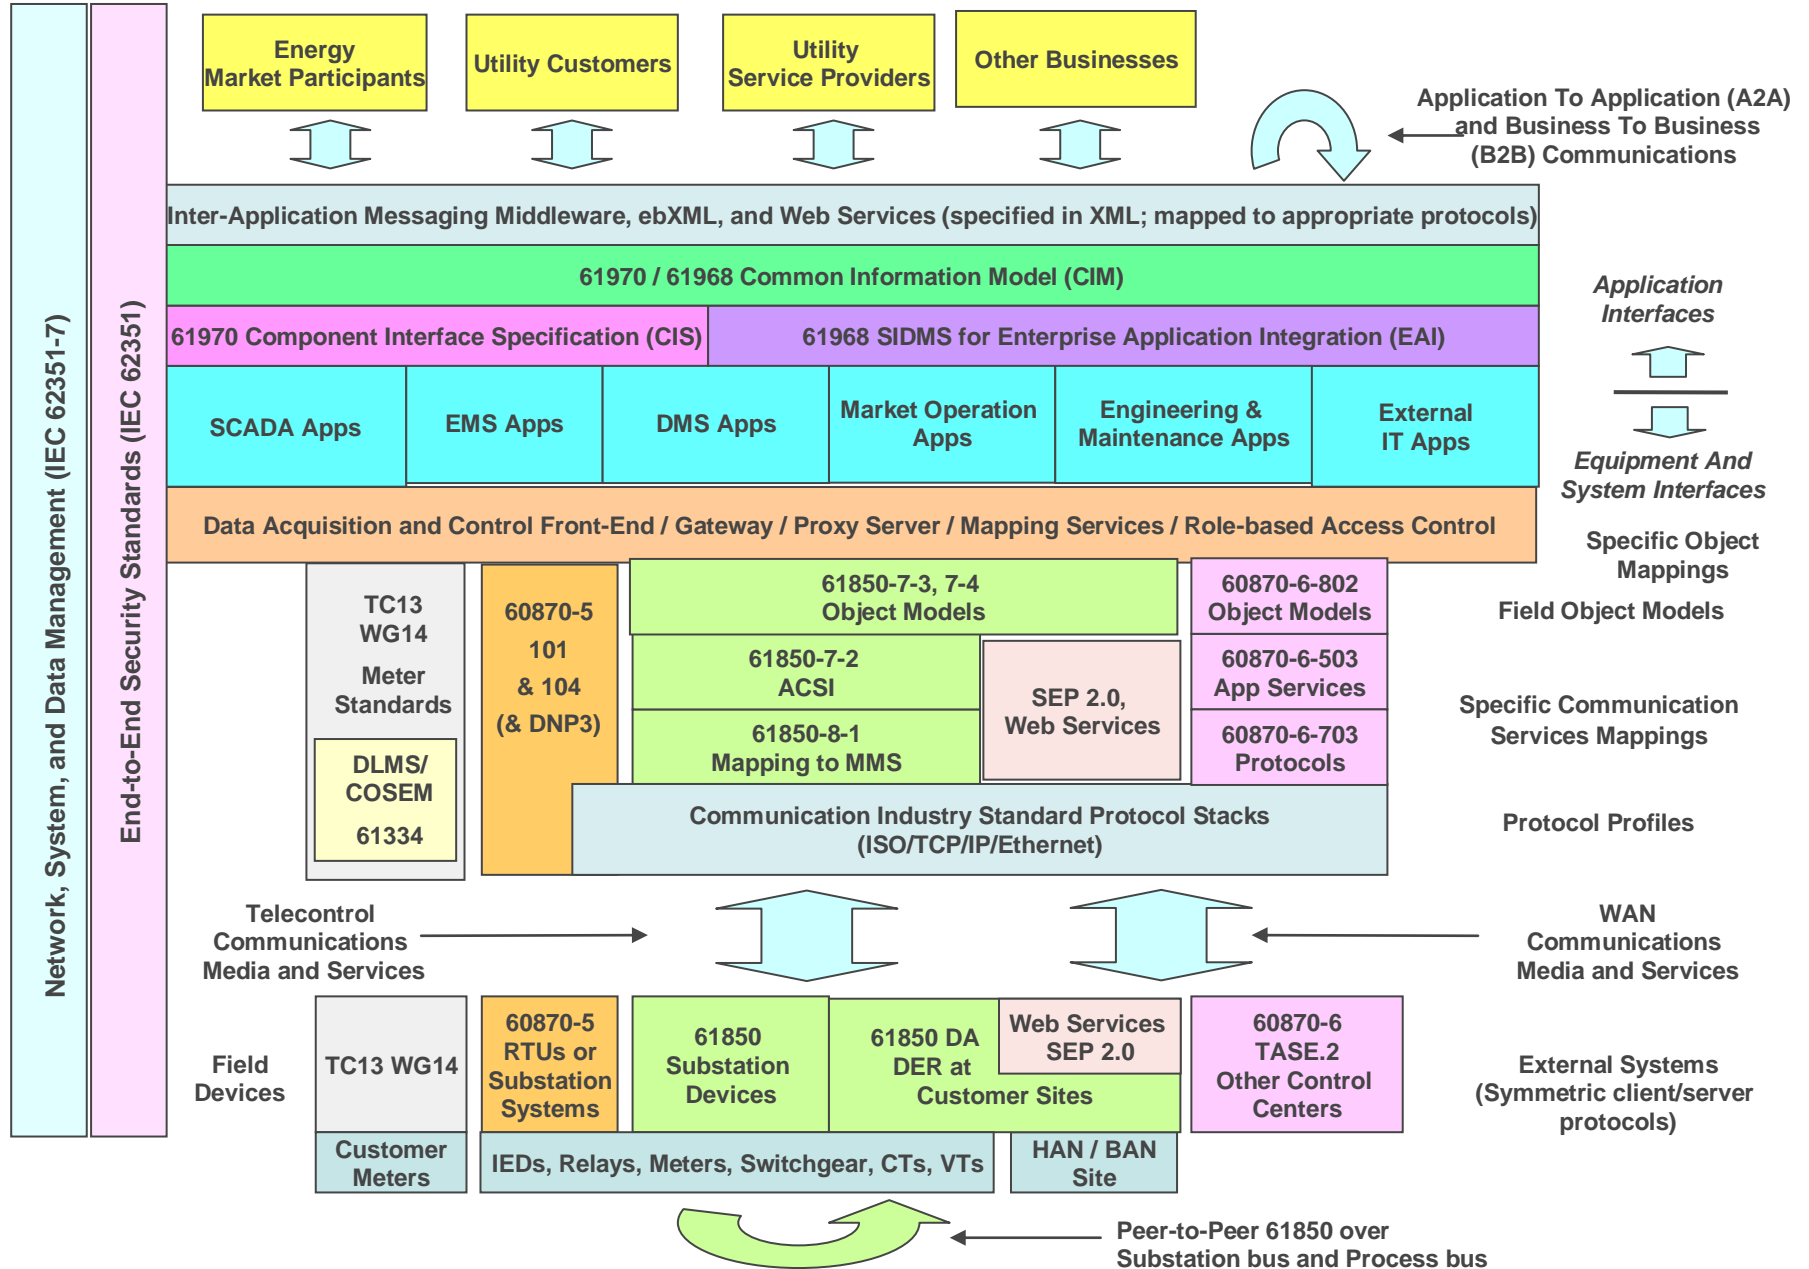 Network, System, and Data Management (IEC 62351-7)
End-to-End Security Standards (IEC 62351)
Energy
Market Participants
Utility Customers
Utility
Service Providers
Other Businesses
Application To Application (A2A)
and Business To Business
(B2B) Communications
Inter-Application Messaging Middleware, ebXML, and Web Services (specified in XML; mapped to appropriate protocols)
61970 / 61968 Common Information Model (CIM)
61970 Component Interface Specification (CIS)
61968 SIDMS for Enterprise Application Integration (EAI)
Application
Interfaces
SCADA Apps
EMS Apps
DMS Apps
Market Operation
Apps
Engineering &
Maintenance Apps
External
IT Apps
Equipment And
System Interfaces
Data Acquisition and Control Front-End / Gateway / Proxy Server / Mapping Services / Role-based Access Control
Specific Object
Mappings
TC13
WG14
Meter
Standards
DLMS/
COSEM
61334
60870-5
101
& 104
(& DNP3)
61850-7-3, 7-4
Object Models
61850-7-2
ACSI
61850-8-1
Mapping to MMS
SEP 2.0,
Web Services
60870-6-802
Object Models
60870-6-503
App Services
60870-6-703
Protocols
Field Object Models
Specific Communication
Services Mappings
Communication Industry Standard Protocol Stacks
(ISO/TCP/IP/Ethernet)
Protocol Profiles
Telecontrol
Communications
Media and Services
WAN
Communications
Media and Services
Field
Devices
TC13 WG14
60870-5
RTUs or
Substation
Systems
61850
Substation
Devices
61850 DA
DER at
Customer Sites
Web Services
SEP 2.0
60870-6
TASE.2
Other Control
Centers
External Systems
(Symmetric client/server
protocols)
Customer
Meters
IEDs, Relays, Meters, Switchgear, CTs, VTs
HAN / BAN
Site
Peer-to-Peer 61850 over
Substation bus and Process bus